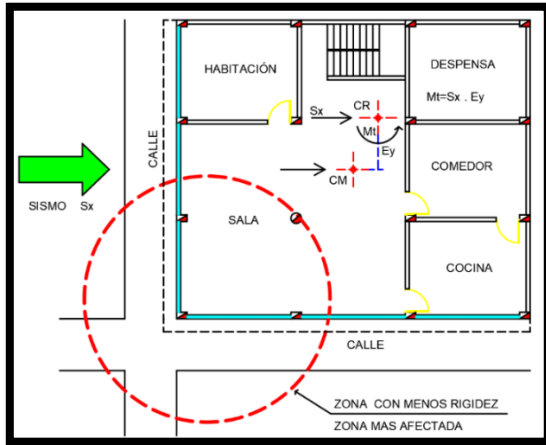 HABITACIÓN
DESPENSA
Mt=Sx . Ey
Sx
CR
Mt
Ey
CALLE
COMEDOR
CM
SISMO Sx
SALA
COCINA
CALLE
ZONA CON MENOS RIGIDEZ
ZONA MAS AFECTADA